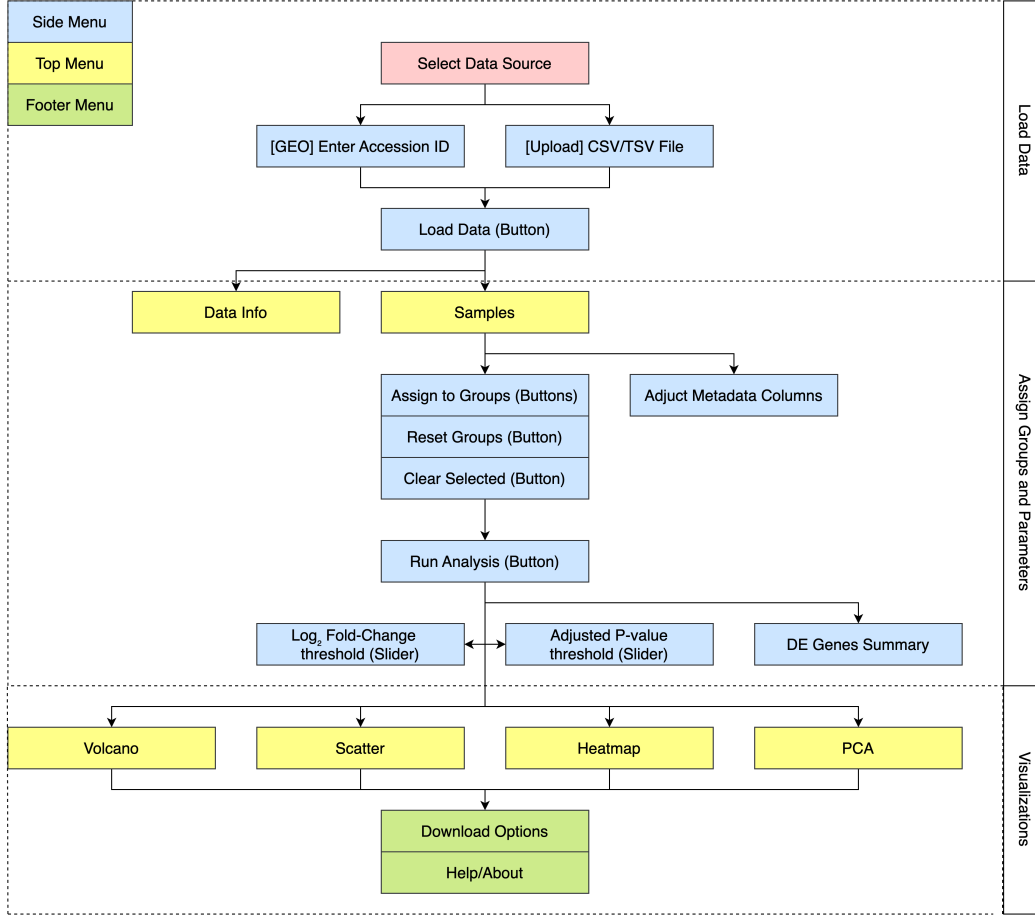 Side Menu
Top Menu
Footer Menu
Select Data Source
[GEO] Enter Accession ID
[Upload] CSV/TSV File
Load Data (Button)
Load Data
Data Info
Samples
Assign to Groups (Buttons)
Adjuct Metadata Columns
Reset Groups (Button)
Clear Selected (Button)
Run Analysis (Button)
Log₂ Fold-Change
threshold (Slider)
Adjusted P-value
threshold (Slider)
DE Genes Summary
Assign Groups and Parameters
Volcano
Scatter
Heatmap
PCA
Download Options
Help/About
Visualizations